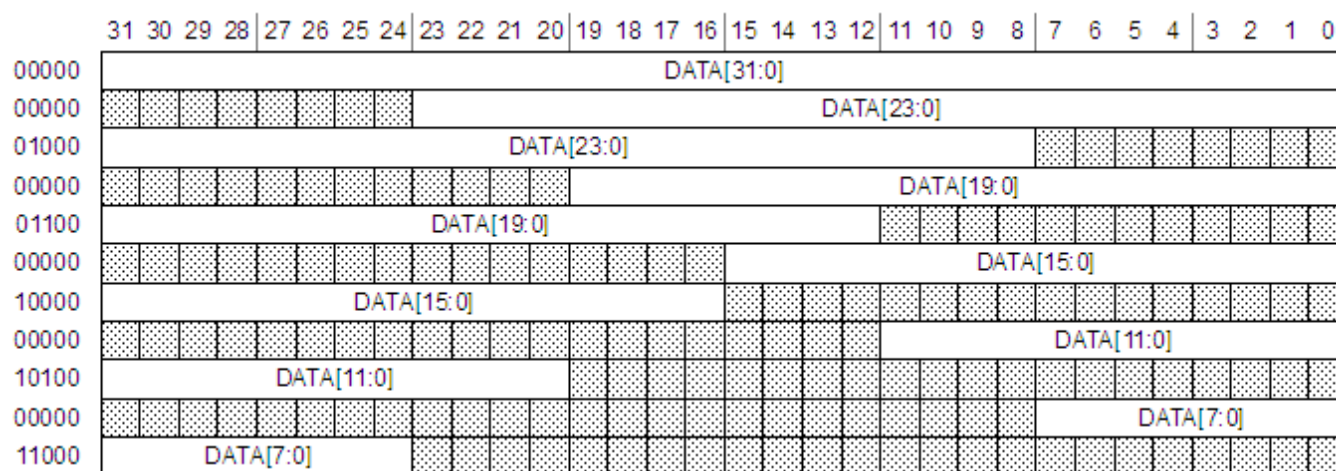 31 30 29 28 27 26 25 24 23 22 21 20 19 18 17 16 15 14 13 12 11 10 9 8 7 6 5 4 3 2 1 0
00000 DATA[31:0]
00000 DATA[23:0]
01000 DATA[23:0]
00000 DATA[19:0]
01100 DATA[19:0]
00000 DATA[15:0]
10000 DATA[15:0]
00000 DATA[11:0]
10100 DATA[11:0]
00000 DATA[7:0]
11000 DATA[7:0]